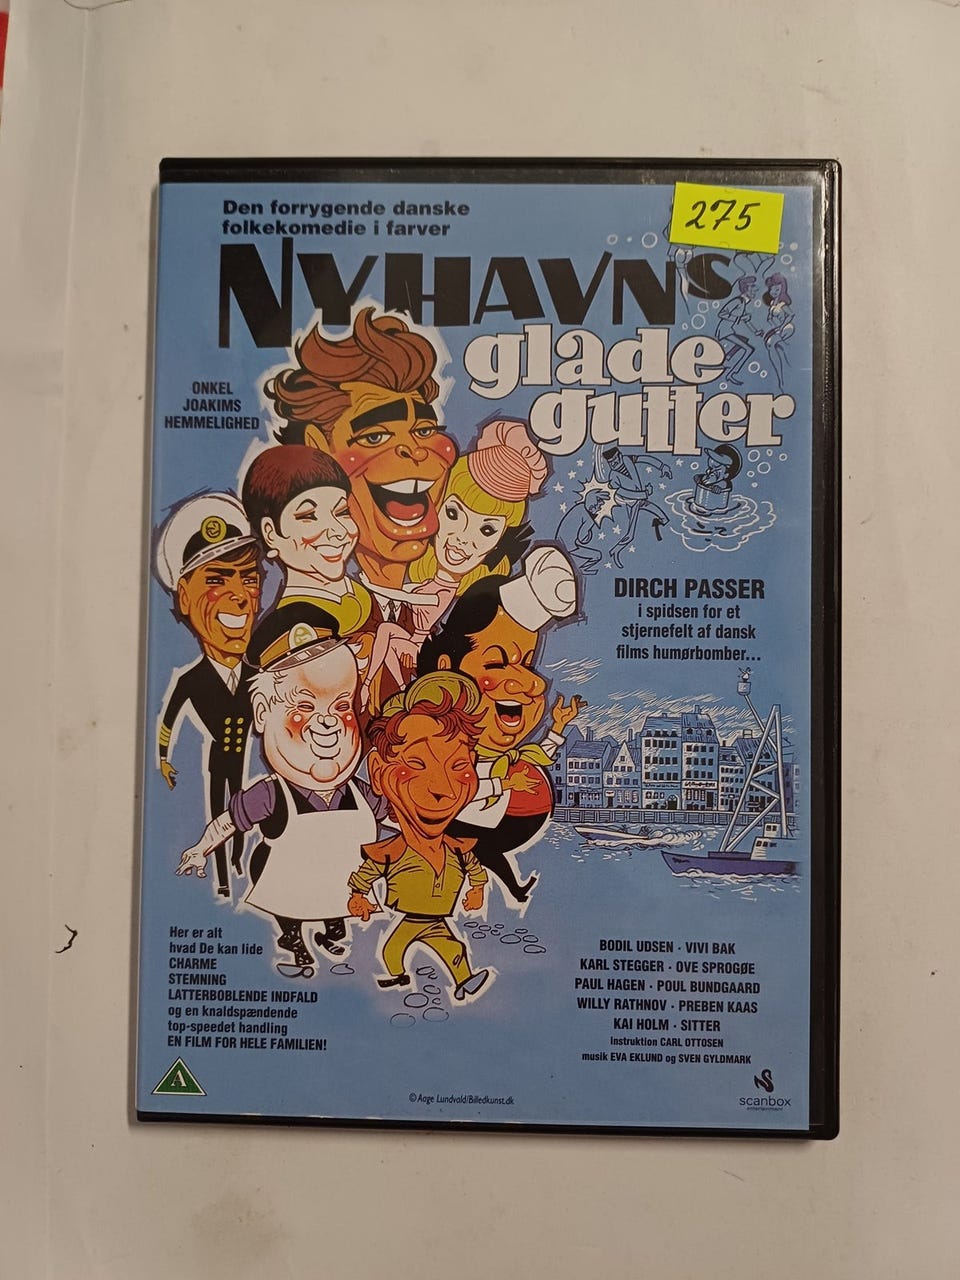 Den forrygende danske
folkekomedie i farver
275
NYHAVNS
glade
gutter
ONKEL
JOAKIMS
HEMMELIGHED
DIRCH PASSER
i spidsen for et
stjernefelt af dansk
films humørbomber...
Her er alt
hvad De kan lide
CHARME
STEMNING
LATTERBOBLENDE INDFALD
og en knaldspændende
top-speedet handling
EN FILM FOR HELE FAMILIEN!
BODIL UDSEN · VIVI BAK
KARL STEGGER · OVE SPROGØE
PAUL HAGEN · POUL BUNDGAARD
WILLY RATHNOV · PREBEN KAAS
KAI HOLM · SITTER
instruktion CARL OTTOSEN
musik EVA EKLUND og SVEN GYLDMARK
A
© Aage Lundvald/Billedkunst.dk
scanbox
entertainment